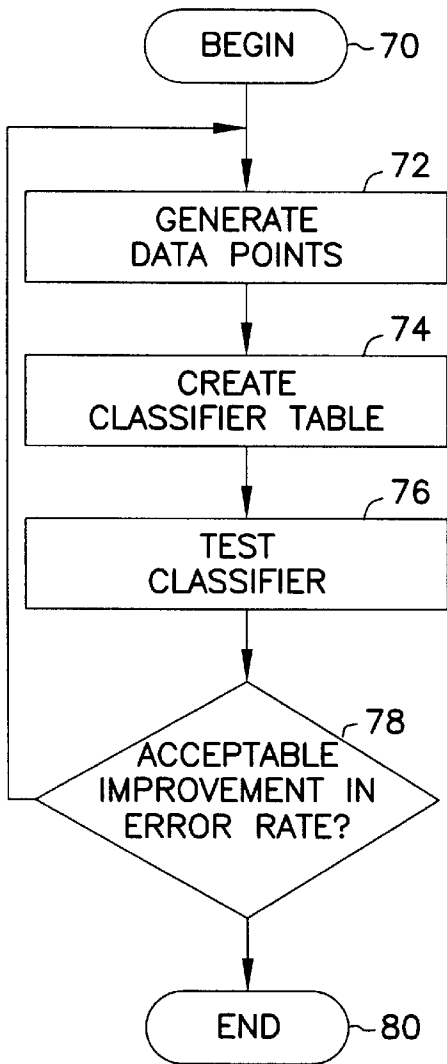 BEGIN 70
72
GENERATE
DATA POINTS
74
CREATE
CLASSIFIER TABLE
76
TEST
CLASSIFIER
78
ACCEPTABLE
IMPROVEMENT IN
ERROR RATE?
END 80